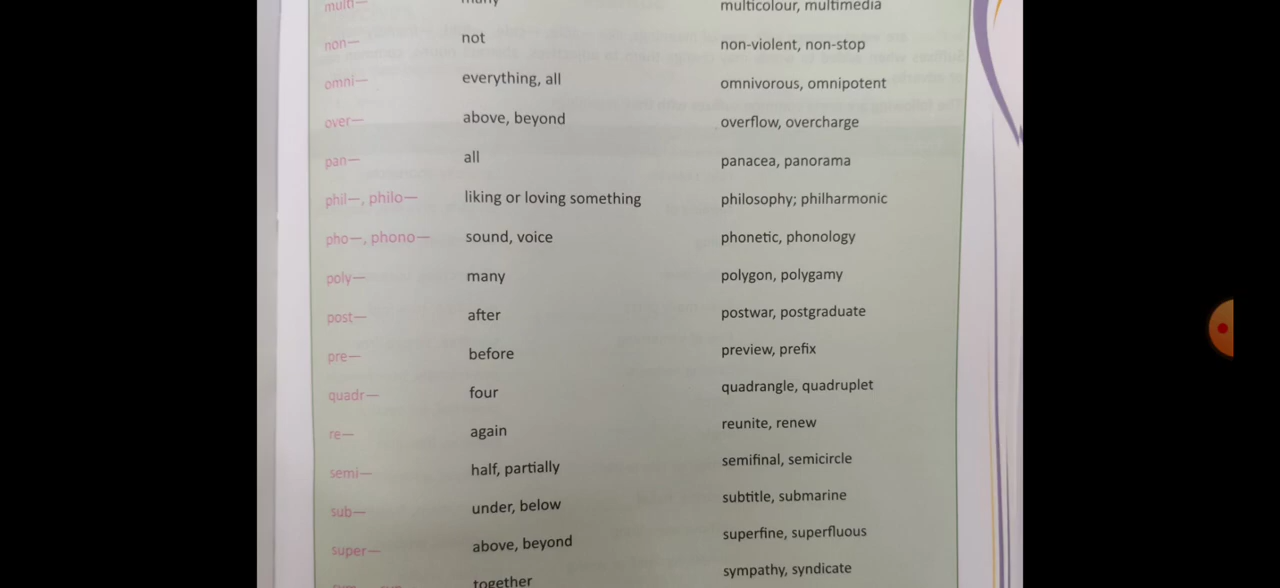 multi— many multicolour, multimedia
non— not non-violent, non-stop
omni— everything, all omnivorous, omnipotent
over— above, beyond overflow, overcharge
pan— all panacea, panorama
phil—, philo— liking or loving something philosophy; philharmonic
pho—, phono— sound, voice phonetic, phonology
poly— many polygon, polygamy
post— after postwar, postgraduate
pre— before preview, prefix
quadr— four quadrangle, quadruplet
re— again reunite, renew
semi— half, partially semifinal, semicircle
sub— under, below subtitle, submarine
super— above, beyond superfine, superfluous
together sympathy, syndicate